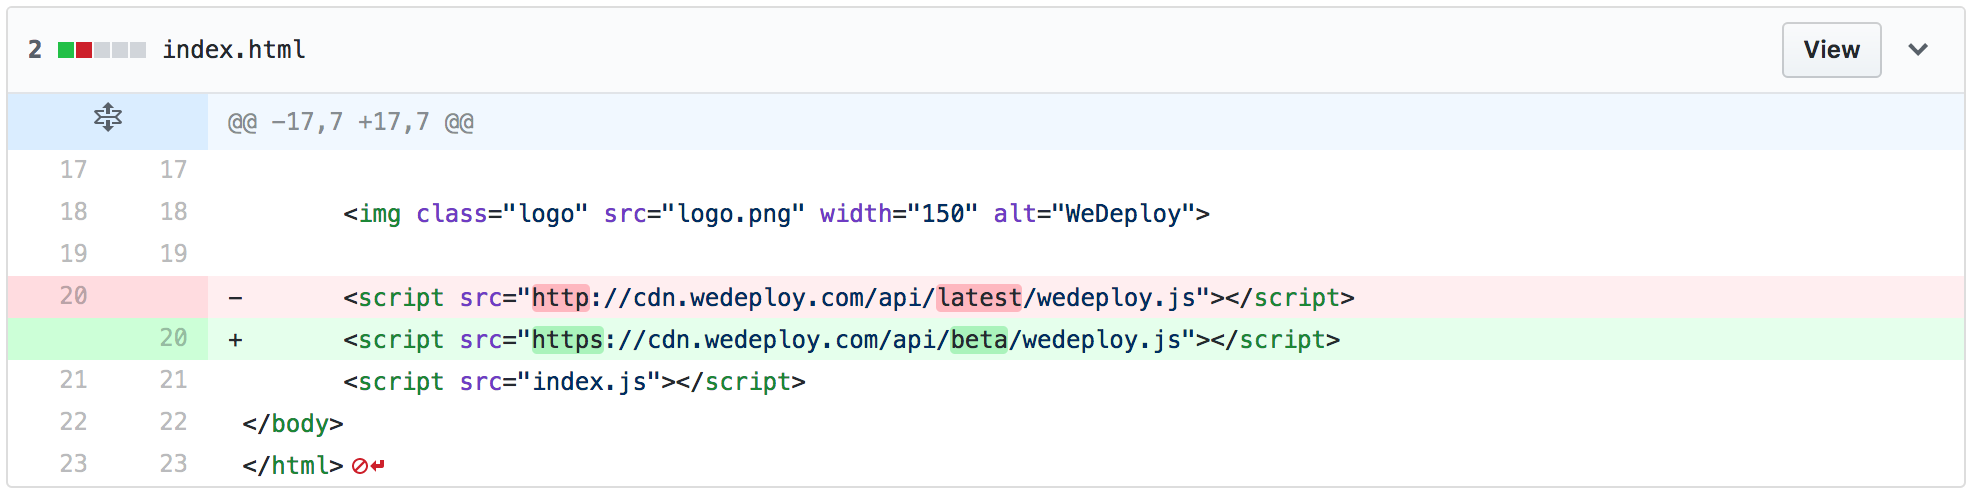 2 index.html View
@@ -17,7 +17,7 @@
17 17
18 18 <img class="logo" src="logo.png" width="150" alt="WeDeploy">
19 19
20 - <script src="http://cdn.wedeploy.com/api/latest/wedeploy.js"></script>
20 + <script src="https://cdn.wedeploy.com/api/beta/wedeploy.js"></script>
21 21 <script src="index.js"></script>
22 22 </body>
23 23 </html>